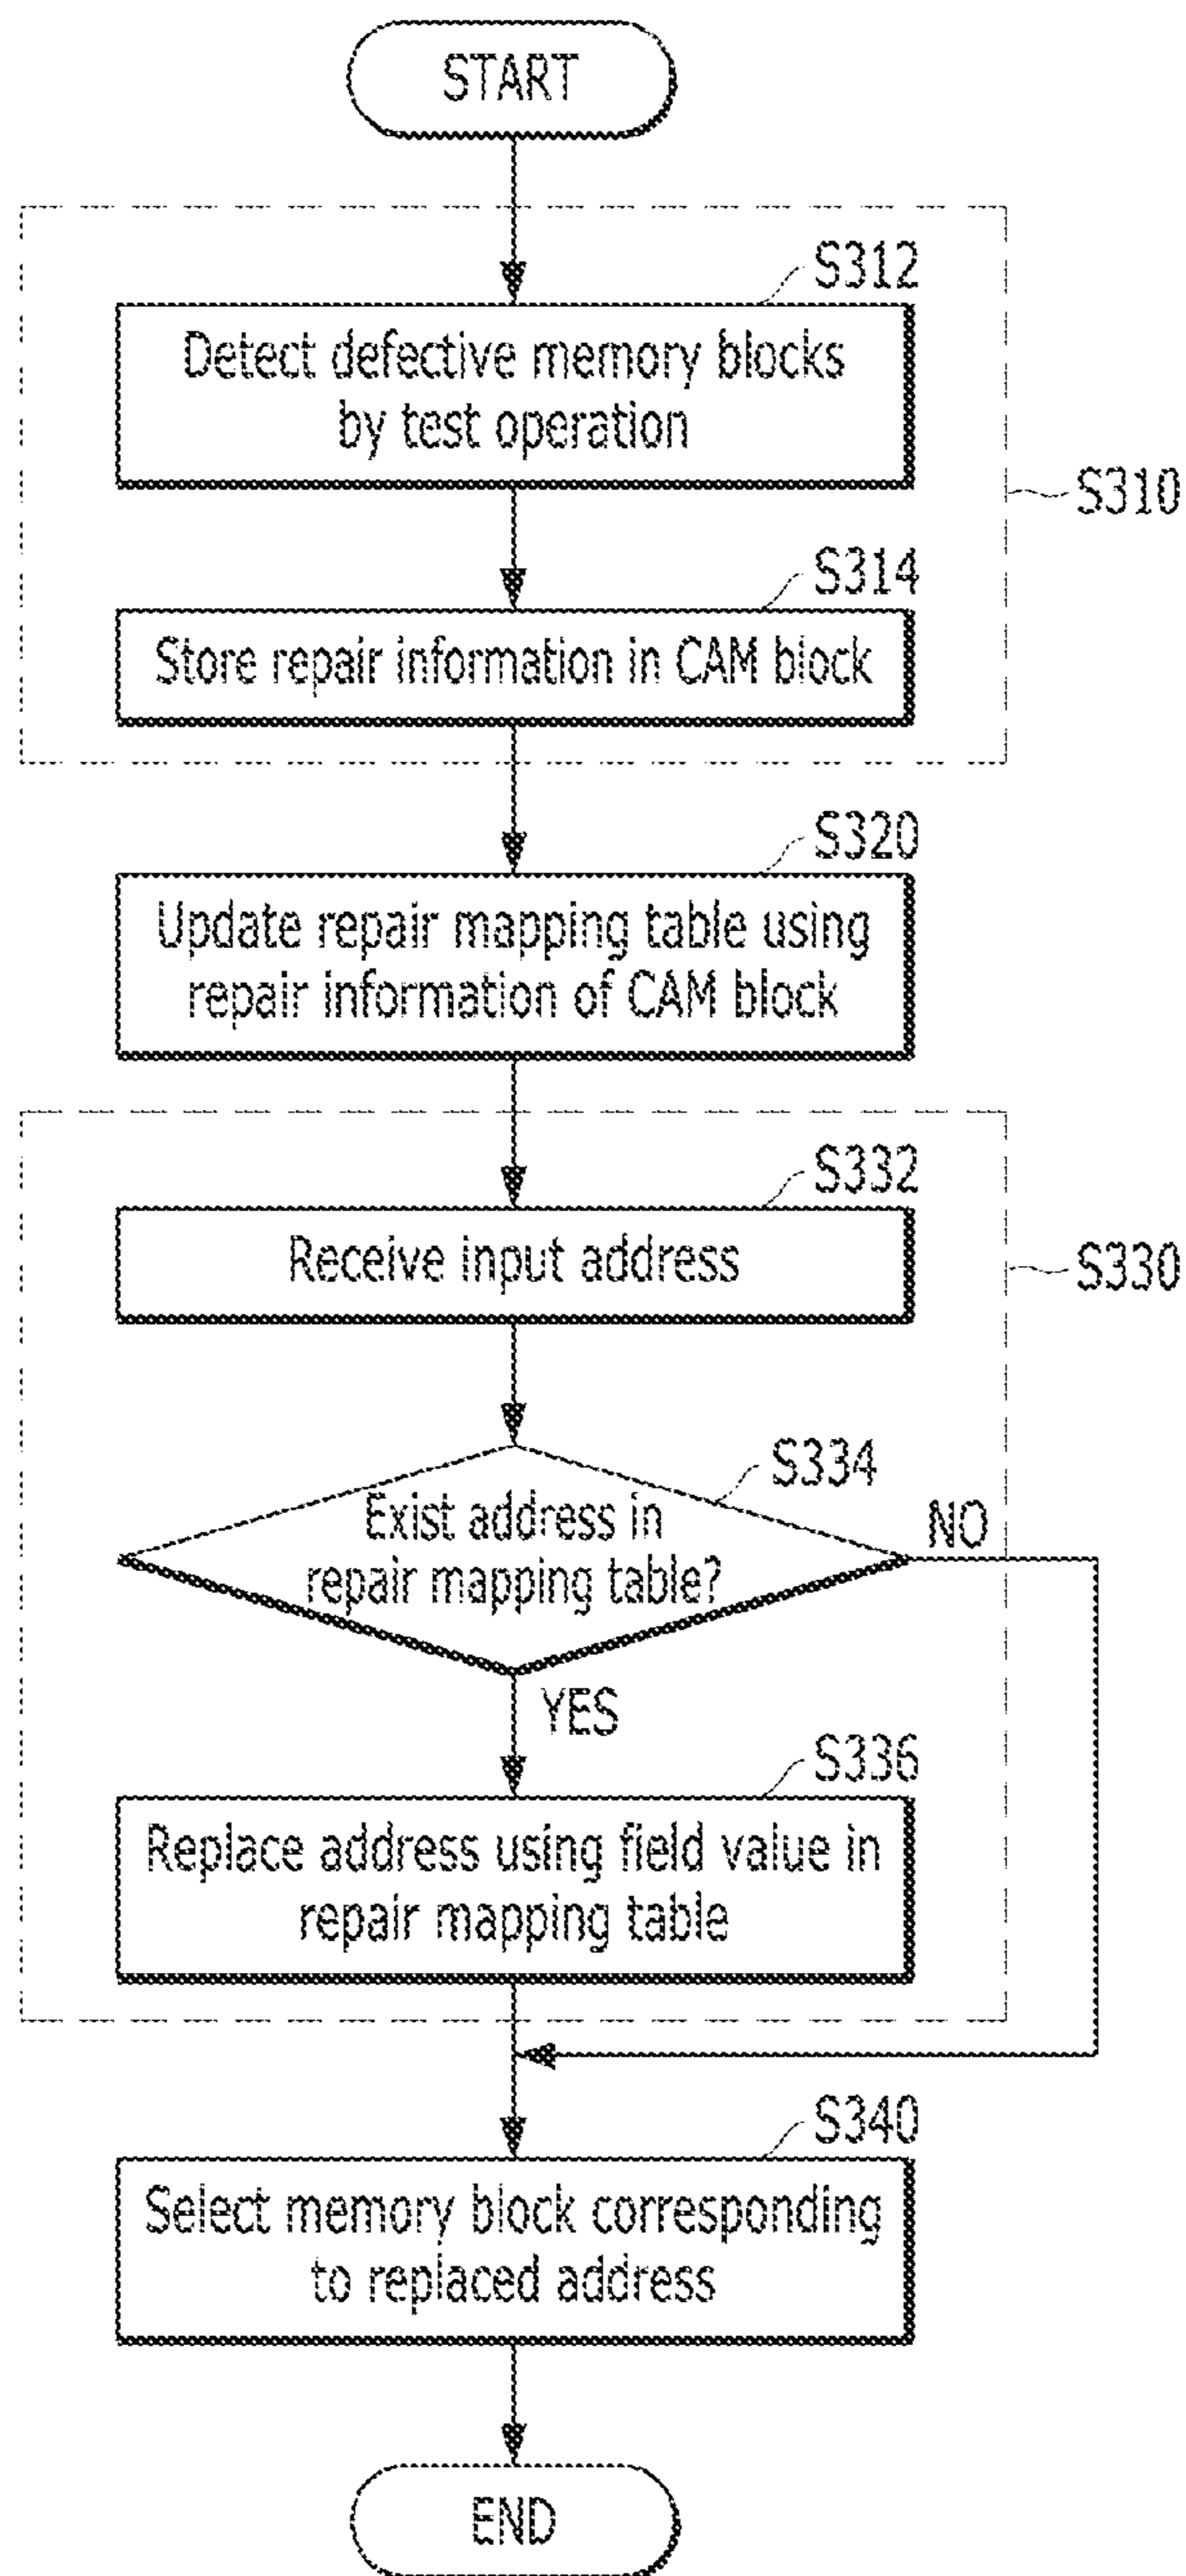 START
S312
Detect defective memory blocks
by test operation
S310
S314
Store repair information in CAM block
S320
Update repair mapping table using
repair information of CAM block
S332
Receive input address
S330
S334
Exist address in
repair mapping table?
NO
YES
S336
Replace address using field value in
repair mapping table
S340
Select memory block corresponding
to replaced address
END